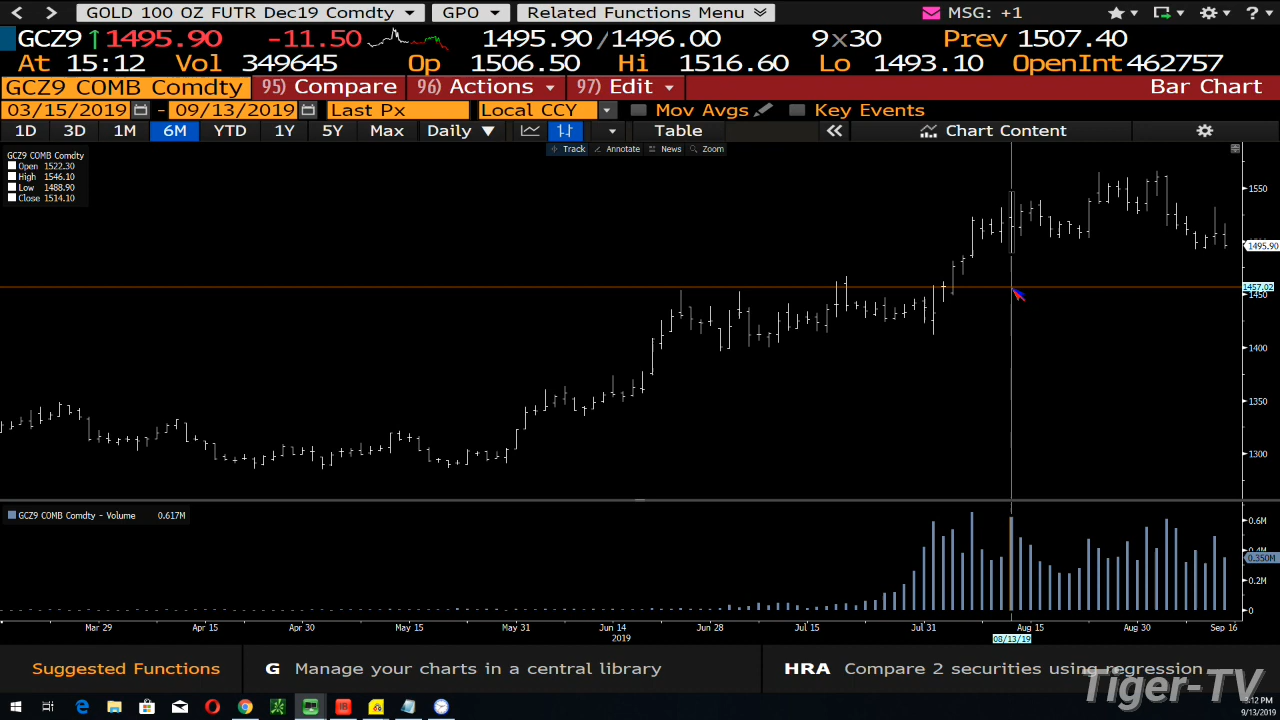 GOLD 100 OZ FUTR Dec19 Comdty GPO Related Functions Menu MSG: +1
GCZ9 ↑1495.90 -11.50 1495.90/1496.00 9x30 Prev 1507.40
At 15:12 Vol 349645 Op 1506.50 Hi 1516.60 Lo 1493.10 OpenInt 462757
GCZ9 COMB Comdty 95) Compare 96) Actions 97) Edit Bar Chart
03/15/2019 - 09/13/2019 Last Px Local CCY Mov Avgs Key Events
1D 3D 1M 6M YTD 1Y 5Y Max Daily ▼ Table « Chart Content
Track Annotate News Zoom
GCZ9 COMB Comdty
Open 1522.30
High 1546.10
Low 1488.90
Close 1514.10
1550
1495.90
1457.02
1450
1400
1350
1300
GCZ9 COMB Comdty - Volume 0.617M
0.6M
0.350M
0.2M
0
Mar 29 Apr 15 Apr 30 May 15 May 31 Jun 14 Jun 28 Jul 15 Jul 31 Aug 15 Aug 30 Sep 16
2019 08/13/19
Suggested Functions G Manage your charts in a central library HRA Compare 2 securities using regression
Tiger-TV
IB
3:12 PM
9/13/2019